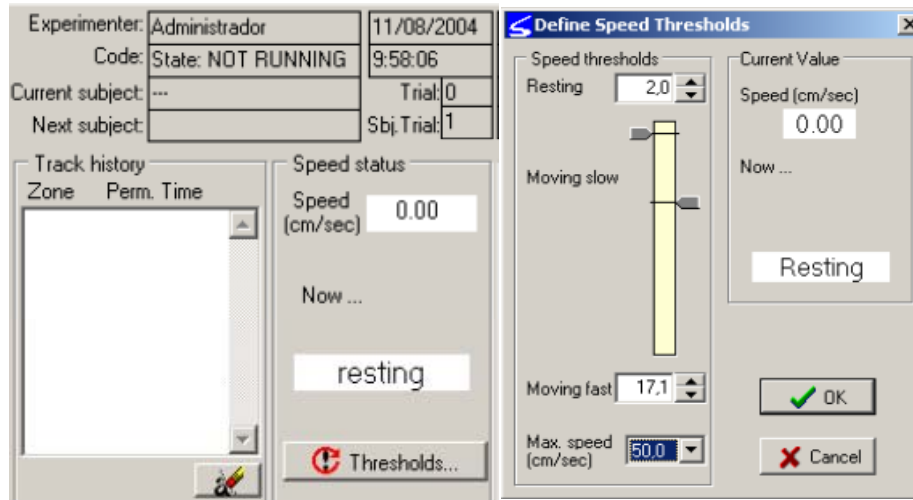 Experimenter: Administrador 11/08/2004
Code: State: NOT RUNNING 9:58:06
Current subject: --- Trial: 0
Next subject: Sbj.Trial: 1
Track history
Zone Perm. Time
Speed status
Speed (cm/sec) 0.00
Now ...
resting
Thresholds...
Define Speed Thresholds
Speed thresholds
Resting 2,0
Moving slow
Moving fast 17,1
Max. speed (cm/sec) 50,0
Current Value
Speed (cm/sec)
0.00
Now ...
Resting
OK
Cancel